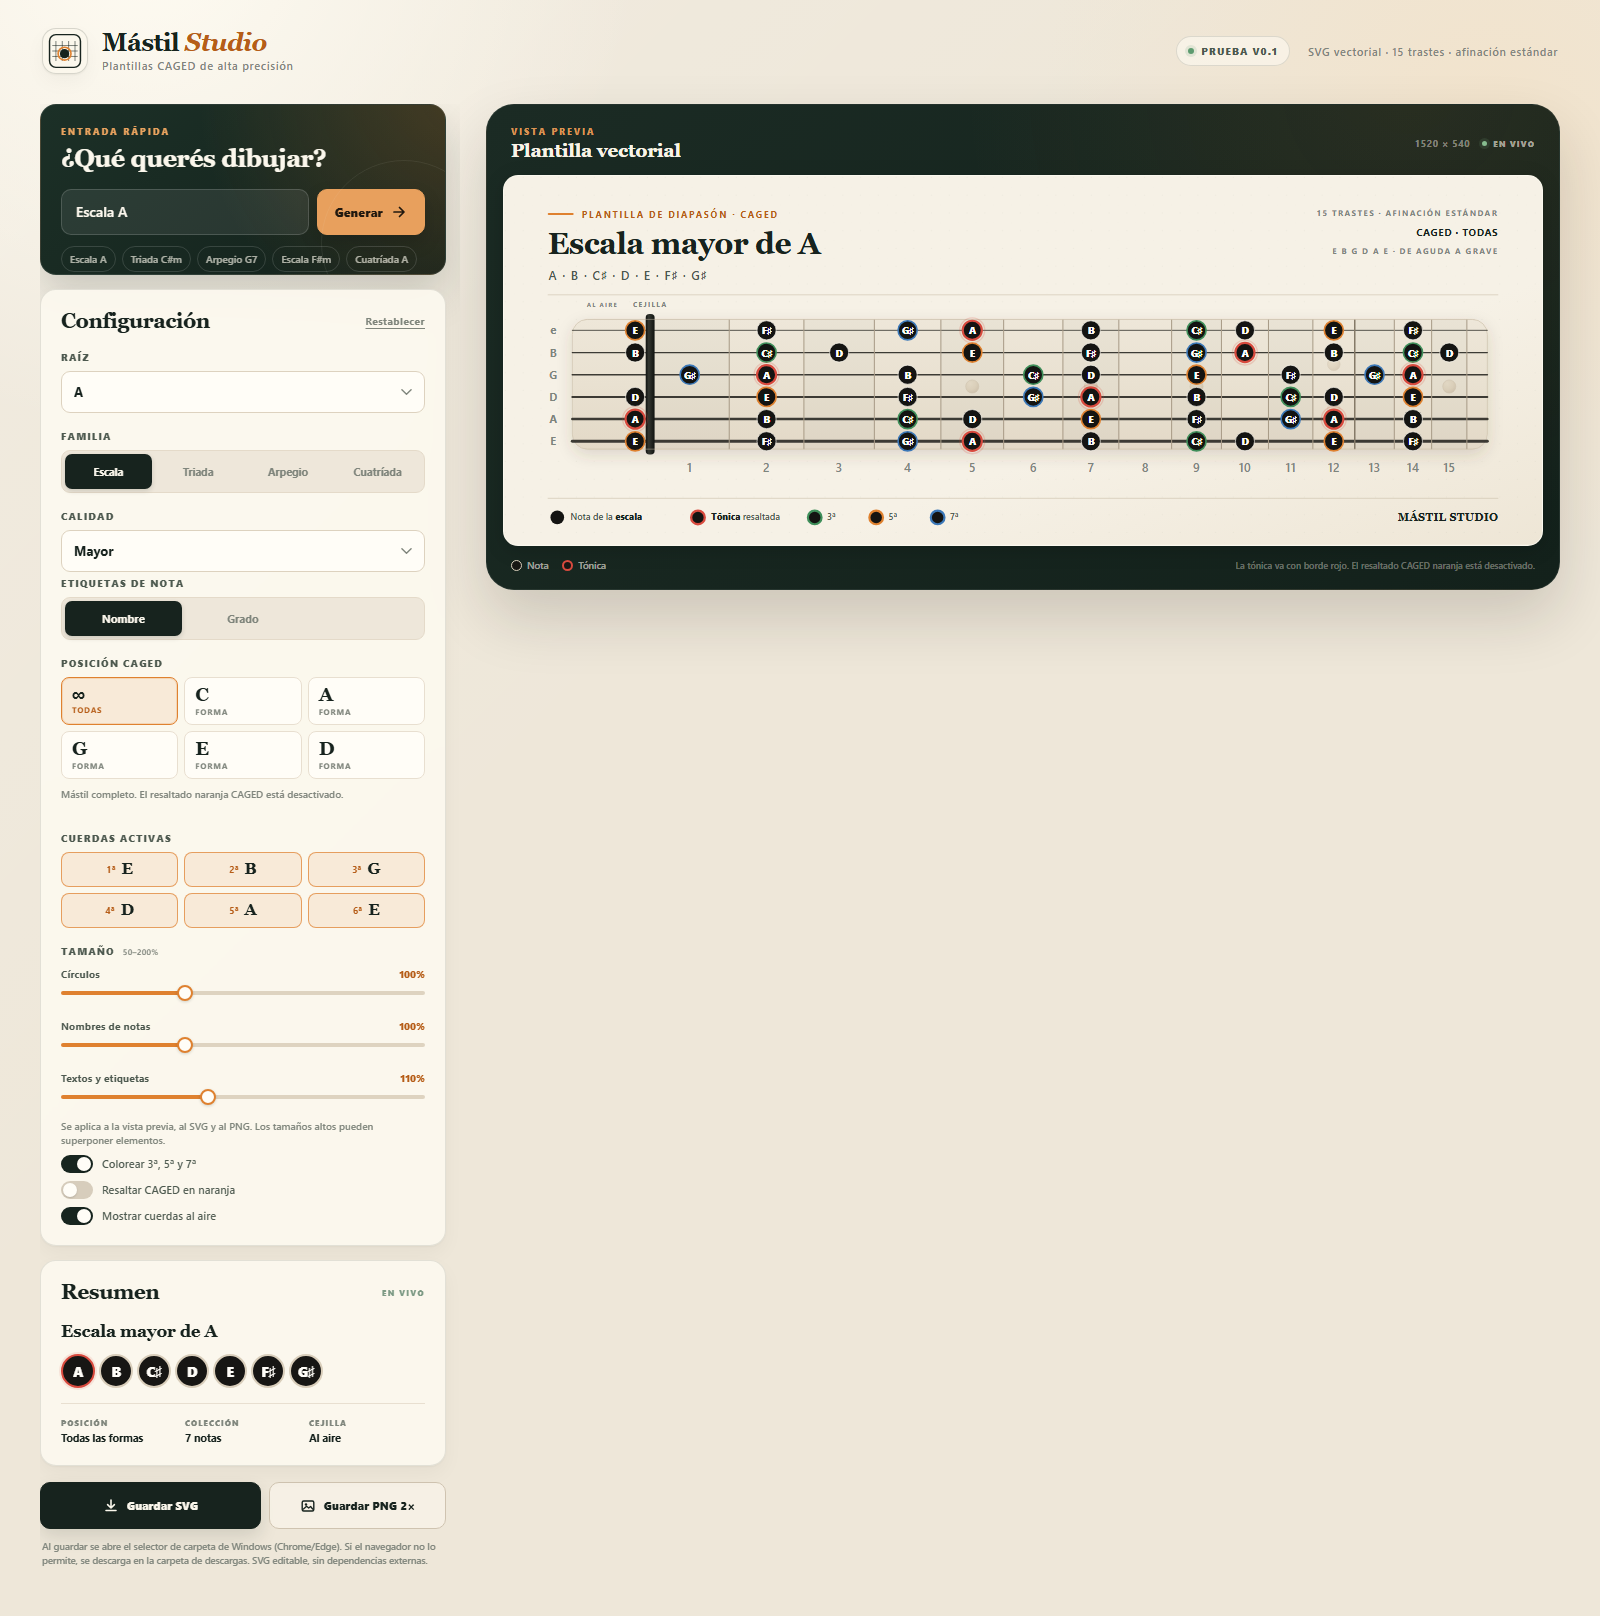 Mástil Studio
Plantillas CAGED de alta precisión
PRUEBA V0.1
SVG vectorial · 15 trastes · afinación estándar
ENTRADA RÁPIDA
¿Qué querés dibujar?
Escala A
Generar →
Escala A Triada C#m Arpegio G7 Escala F#m Cuatríada A
Configuración
Restablecer
RAÍZ
A
FAMILIA
Escala Triada Arpegio Cuatríada
CALIDAD
Mayor
ETIQUETAS DE NOTA
Nombre Grado
POSICIÓN CAGED
∞ C A
TODAS FORMA FORMA
G E D
FORMA FORMA FORMA
Mástil completo. El resaltado naranja CAGED está desactivado.
CUERDAS ACTIVAS
1ª E 2ª B 3ª G
4ª D 5ª A 6ª E
TAMAÑO 50–200%
Círculos 100%
Nombres de notas 100%
Textos y etiquetas 110%
Se aplica a la vista previa, al SVG y al PNG. Los tamaños altos pueden
superponer elementos.
Colorear 3ª, 5ª y 7ª
Resaltar CAGED en naranja
Mostrar cuerdas al aire
Resumen
EN VIVO
Escala mayor de A
A B C♯ D E F♯ G♯
POSICIÓN COLECCIÓN CEJILLA
Todas las formas 7 notas Al aire
Guardar SVG Guardar PNG 2×
Al guardar se abre el selector de carpeta de Windows (Chrome/Edge). Si el navegador no lo
permite, se descarga en la carpeta de descargas. SVG editable, sin dependencias externas.
VISTA PREVIA
Plantilla vectorial
1520 × 540 EN VIVO
PLANTILLA DE DIAPASÓN · CAGED
Escala mayor de A
A · B · C♯ · D · E · F♯ · G♯
15 TRASTES · AFINACIÓN ESTÁNDAR
CAGED · TODAS
E B G D A E · DE AGUDA A GRAVE
AL AIRE CEJILLA
e E F♯ G♯ A B C♯ D E F♯
B B C♯ D E F♯ G♯ A B C♯ D
G G♯ A B C♯ D E F♯ G♯ A
D D E F♯ G♯ A B C♯ D E
A A B C♯ D E F♯ G♯ A B
E E F♯ G♯ A B C♯ D E F♯
1 2 3 4 5 6 7 8 9 10 11 12 13 14 15
Nota de la escala Tónica resaltada 3ª 5ª 7ª
MÁSTIL STUDIO
Nota Tónica
La tónica va con borde rojo. El resaltado CAGED naranja está desactivado.